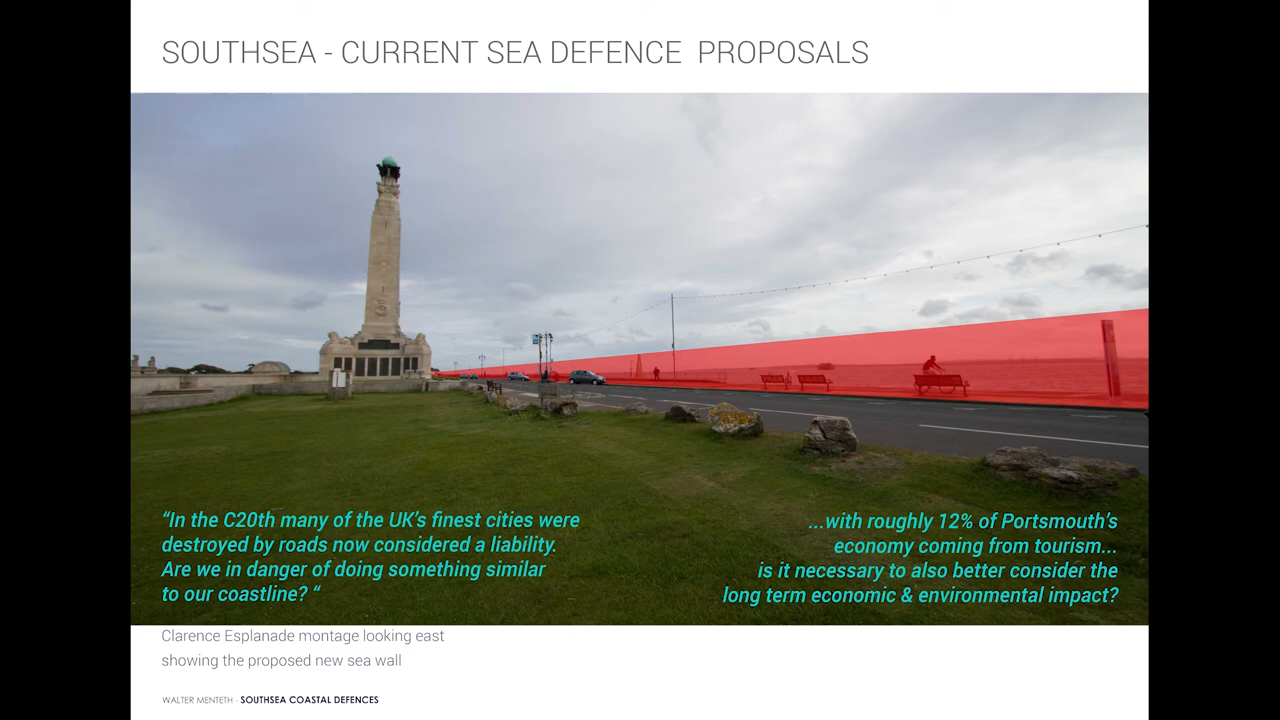 SOUTHSEA - CURRENT SEA DEFENCE PROPOSALS
“In the C20th many of the UK’s finest cities were
destroyed by roads now considered a liability.
Are we in danger of doing something similar
to our coastline? “
...with roughly 12% of Portsmouth’s
economy coming from tourism...
is it necessary to also better consider the
long term economic & environmental impact?
Clarence Esplanade montage looking east
showing the proposed new sea wall
WALTER MENTETH - SOUTHSEA COASTAL DEFENCES